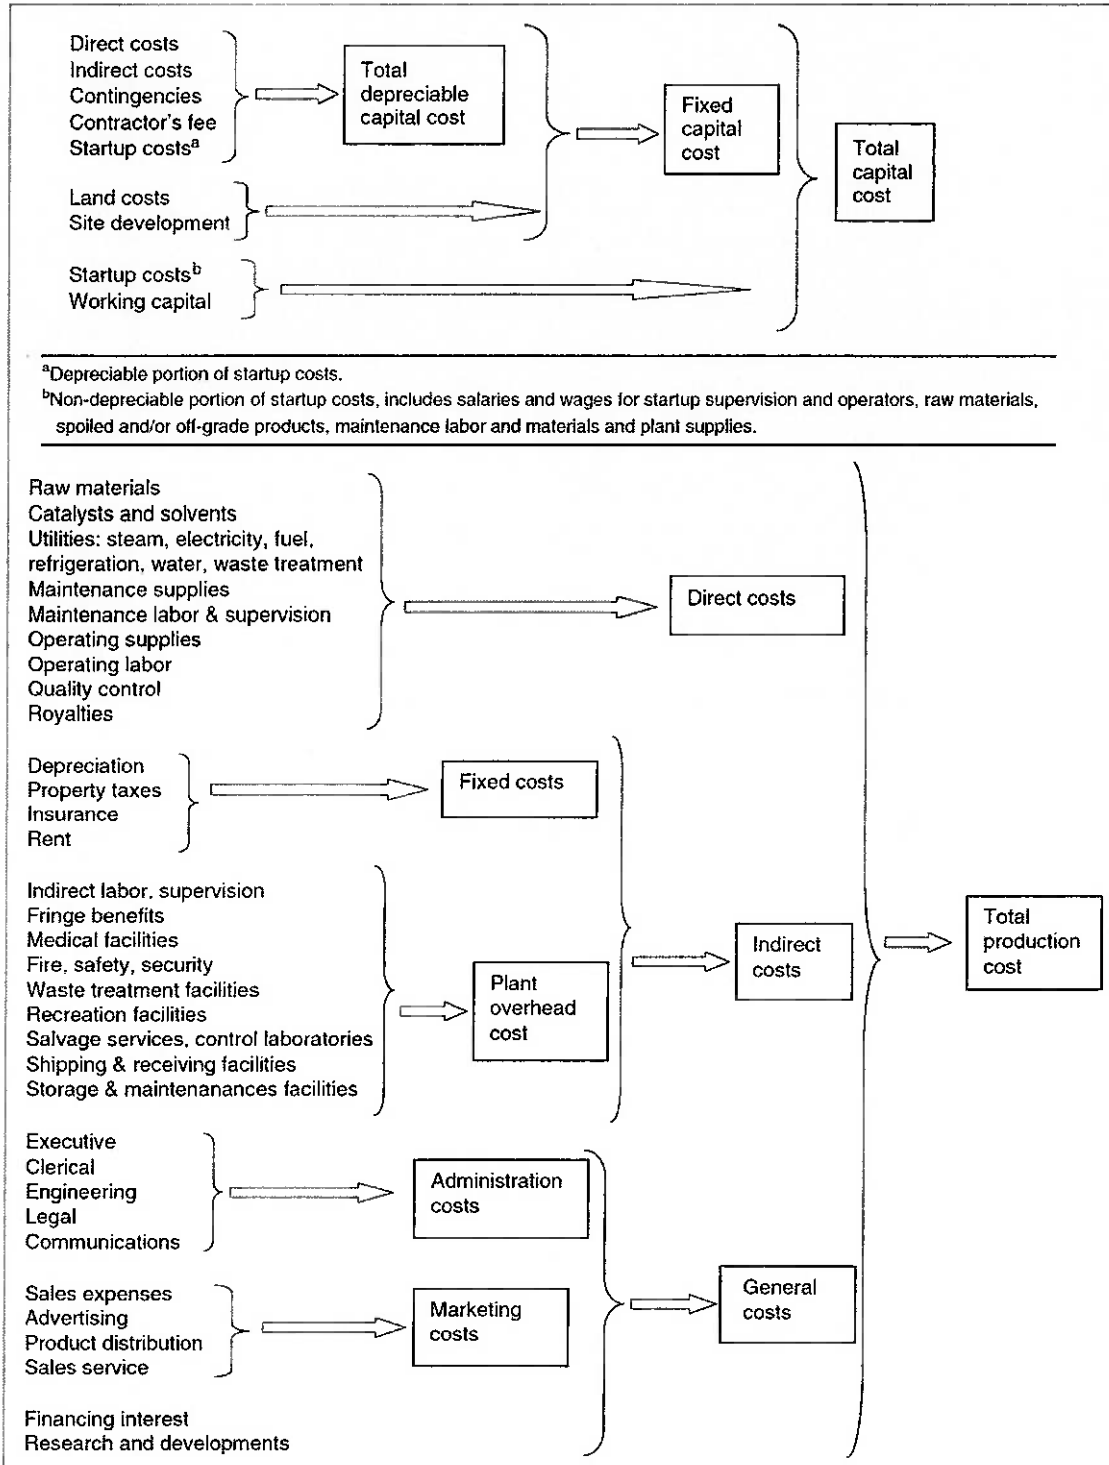 Direct costs
Indirect costs
Contingencies
Contractor's fee
Startup costsᵃ
Total
depreciable
capital cost
Fixed
capital
cost
Total
capital
cost
Land costs
Site development
Startup costsᵇ
Working capital
ᵃDepreciable portion of startup costs.
ᵇNon-depreciable portion of startup costs, includes salaries and wages for startup supervision and operators, raw materials,
spoiled and/or off-grade products, maintenance labor and materials and plant supplies.
Raw materials
Catalysts and solvents
Utilities: steam, electricity, fuel,
refrigeration, water, waste treatment
Maintenance supplies
Maintenance labor & supervision
Operating supplies
Operating labor
Quality control
Royalties
Direct costs
Depreciation
Property taxes
Insurance
Rent
Fixed costs
Indirect labor, supervision
Fringe benefits
Medical facilities
Fire, safety, security
Waste treatment facilities
Recreation facilities
Salvage services, control laboratories
Shipping & receiving facilities
Storage & maintenanances facilities
Plant
overhead
cost
Indirect
costs
Total
production
cost
Executive
Clerical
Engineering
Legal
Communications
Administration
costs
Sales expenses
Advertising
Product distribution
Sales service
Marketing
costs
General
costs
Financing interest
Research and developments